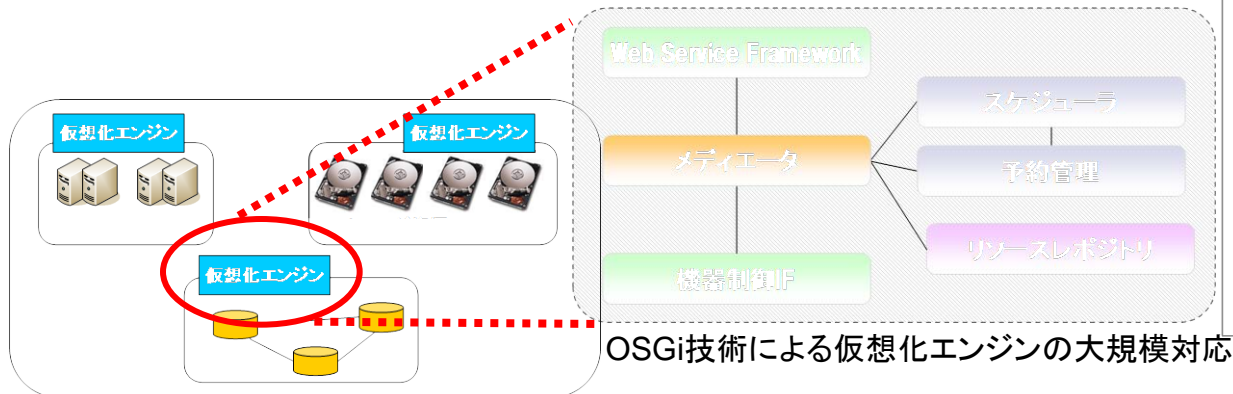 Web Service Framework
スケジューラ
仮想化エンジン
仮想化エンジン
メディエータ
予約管理
リソースレポジトリ
仮想化エンジン
機器制御IF
OSGi技術による仮想化エンジンの大規模対応